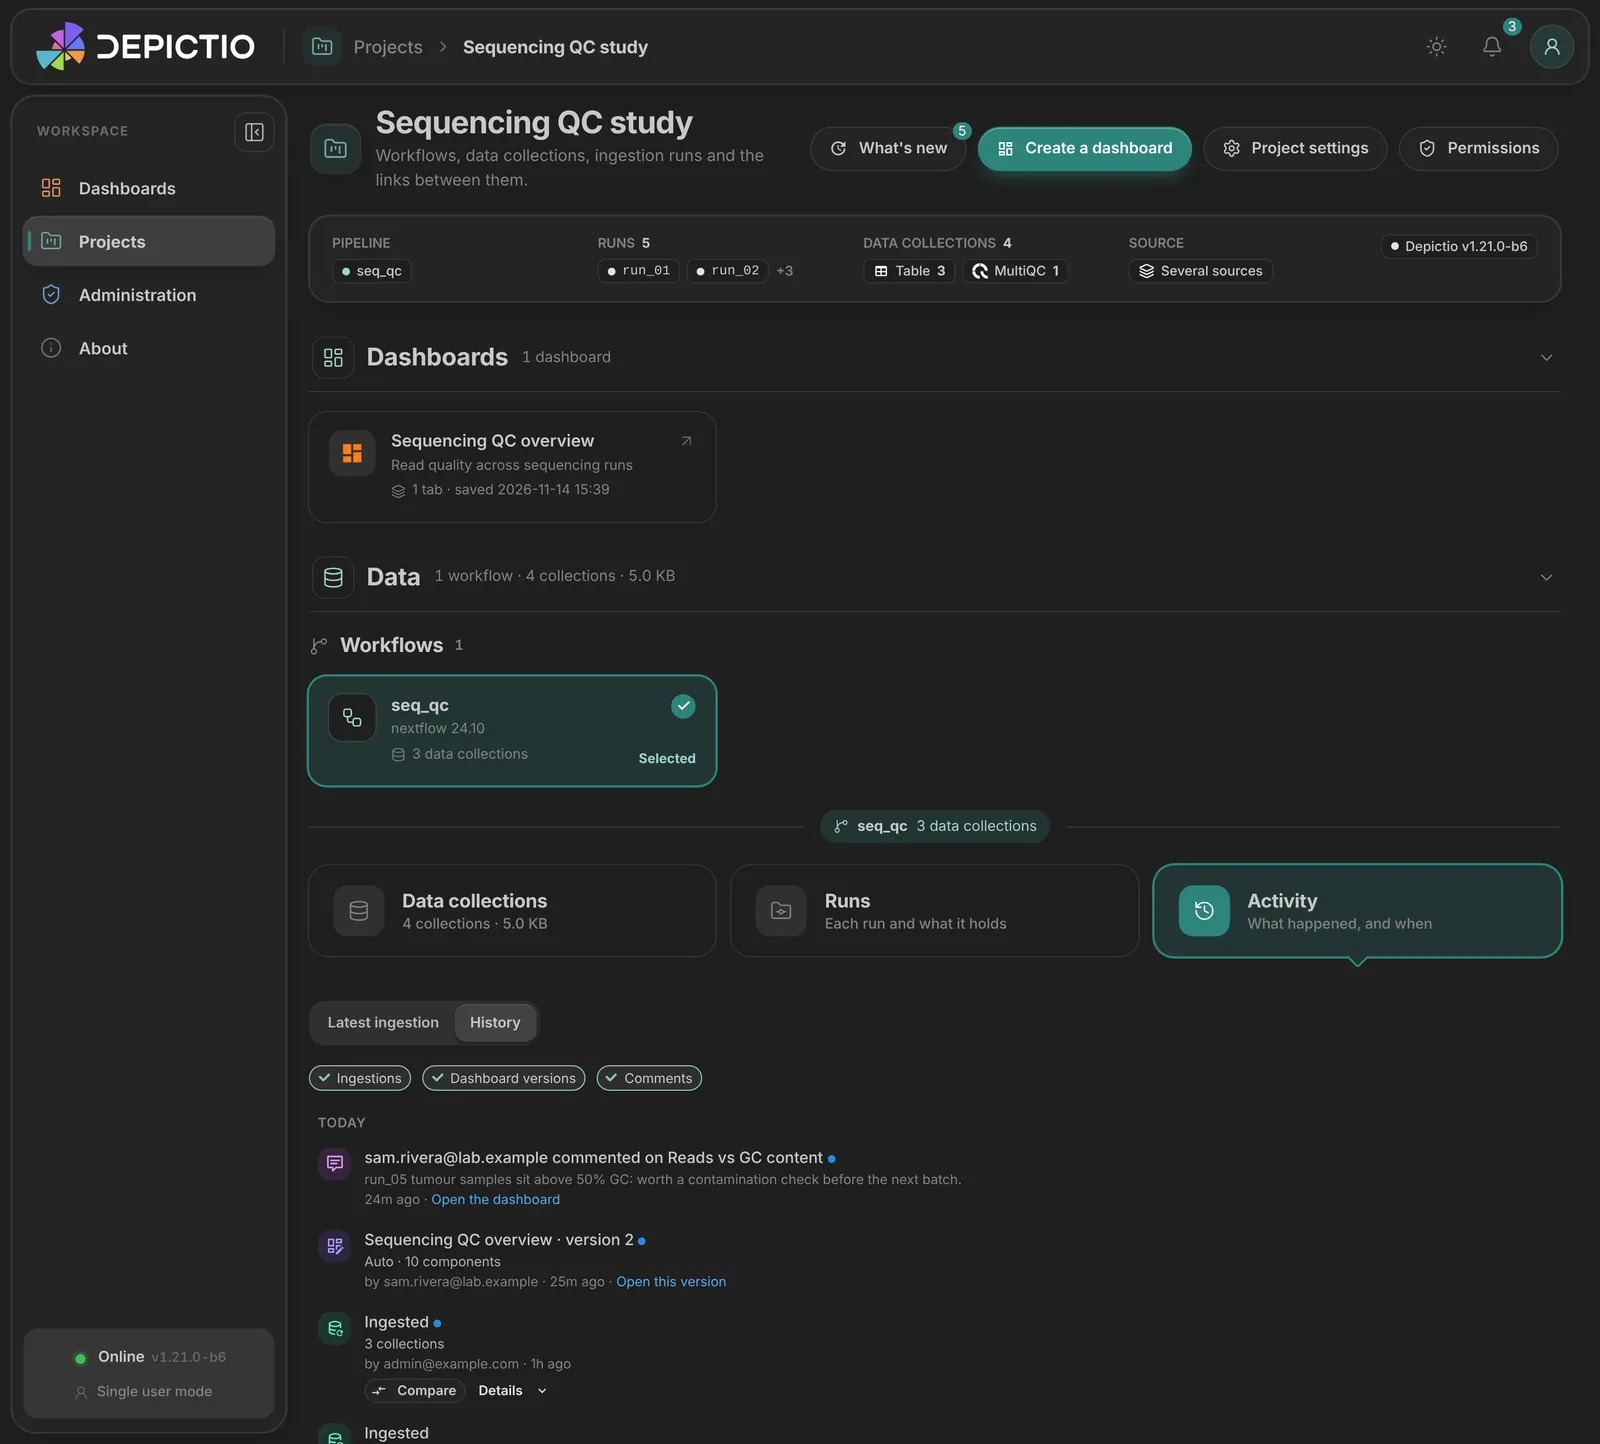 DEPICTIO
Projects > Sequencing QC study
3
WORKSPACE
Dashboards
Projects
Administration
About
Online v1.21.0-b6
Single user mode
Sequencing QC study
Workflows, data collections, ingestion runs and the
links between them.
What's new 5
Create a dashboard
Project settings
Permissions
PIPELINE
seq_qc
RUNS 5
run_01 run_02 +3
DATA COLLECTIONS 4
Table 3 MultiQC 1
SOURCE
Several sources
Depictio v1.21.0-b6
Dashboards 1 dashboard
Sequencing QC overview
Read quality across sequencing runs
1 tab · saved 2026-11-14 15:39
Data 1 workflow · 4 collections · 5.0 KB
Workflows 1
seq_qc
nextflow 24.10
3 data collections
Selected
seq_qc 3 data collections
Data collections
4 collections · 5.0 KB
Runs
Each run and what it holds
Activity
What happened, and when
Latest ingestion History
Ingestions Dashboard versions Comments
TODAY
sam.rivera@lab.example commented on Reads vs GC content
run_05 tumour samples sit above 50% GC: worth a contamination check before the next batch.
24m ago · Open the dashboard
Sequencing QC overview · version 2
Auto · 10 components
by sam.rivera@lab.example · 25m ago · Open this version
Ingested
3 collections
by admin@example.com · 1h ago
Compare Details
Ingested